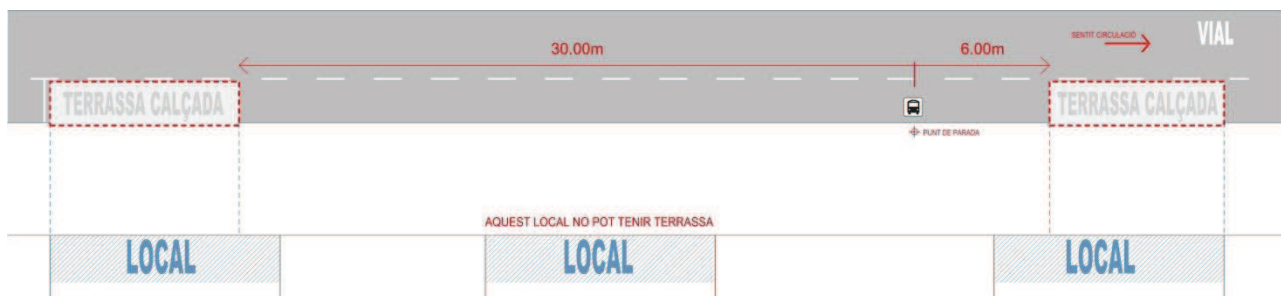 VIAL
SENTIT CIRCULACIÓ
30.00m
6.00m
TERRASSA CALÇADA
TERRASSA CALÇADA
PUNT DE PARADA
AQUEST LOCAL NO POT TENIR TERRASSA
LOCAL
LOCAL
LOCAL